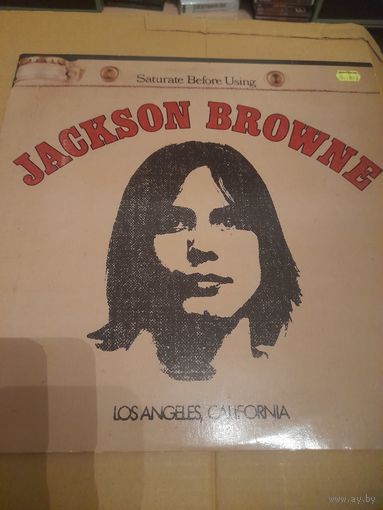 Saturate Before Using
JACKSON BROWNE
LOS ANGELES, CALIFORNIA
www.ay.by